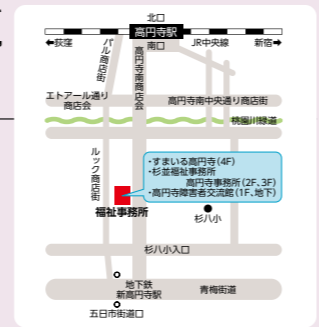 北口
高円寺駅
←荻窪
南口
JR中央線
新宿→
パル商店街
高円寺南商店会
エトアール通り
商店会
高円寺南中央通り商店街
桃園川緑道
ルック商店街
・すまいる高円寺(4F)
・杉並福祉事務所
高円寺事務所(2F、3F)
・高円寺障害者交流館(1F、地下)
福祉事務所
杉八小
杉八小入口
地下鉄
新高円寺駅
青梅街道
五日市街道口